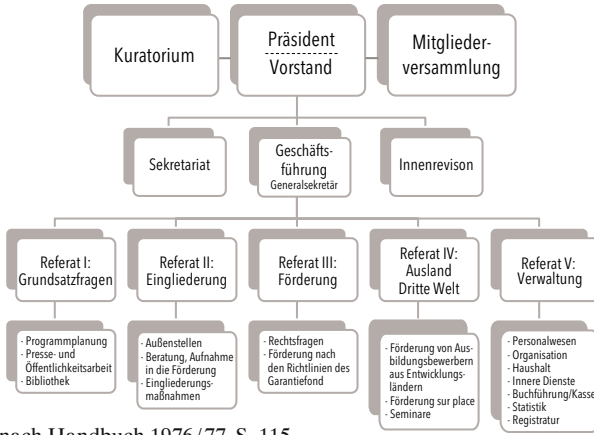 Kuratorium
Präsident
Vorstand
Mitglieder-
versammlung
Sekretariat
Geschäfts-
führung
Generalsekretär
Innenrevison
Referat I:
Grundsatzfragen
Referat II:
Eingliederung
Referat III:
Förderung
Referat IV:
Ausland
Dritte Welt
Referat V:
Verwaltung
- Programmplanung
- Presse- und
Öffentlichkeitsarbeit
- Bibliothek
- Außenstellen
- Beratung, Aufnahme
in die Förderung
- Eingliederungs-
maßnahmen
- Rechtsfragen
- Förderung nach
den Richtlinien des
Garantiefond
- Förderung von Aus-
bildungsbewerbern
aus Entwicklungs-
ländern
- Förderung sur place
- Seminare
- Personalwesen
- Organisation
- Haushalt
- Innere Dienste
- Buchführung/Kasse
- Statistik
- Registratur
nach Handbuch 1976/77, S. 115